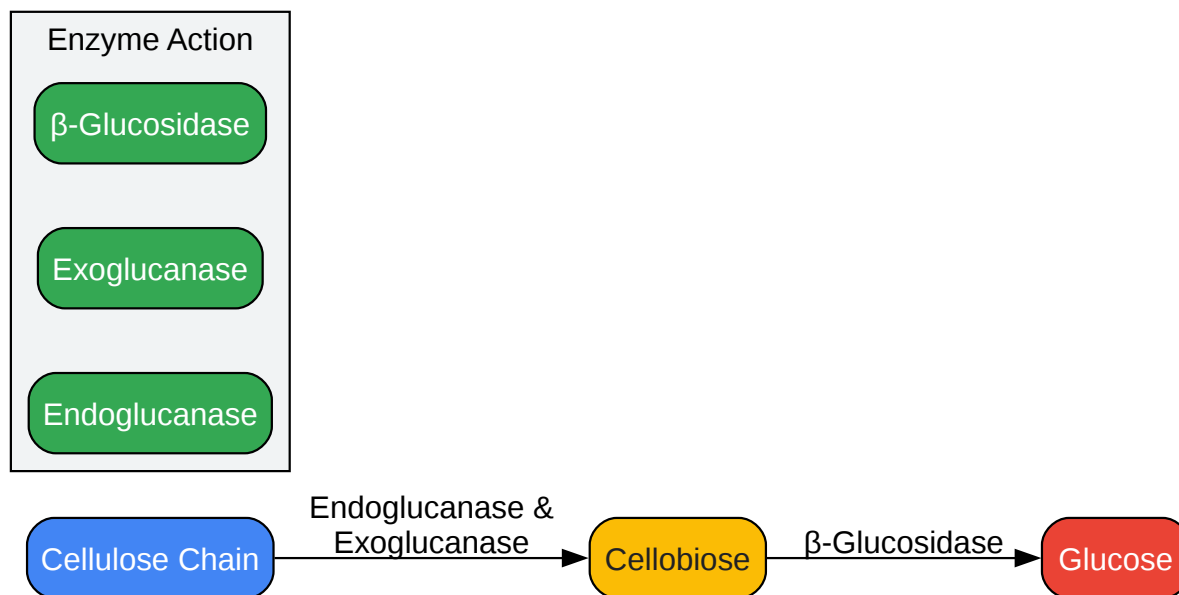 Enzyme Action
β-Glucosidase
Exoglucanase
Endoglucanase
Endoglucanase &
Exoglucanase
Cellulose Chain
Cellobiose
β-Glucosidase
Glucose